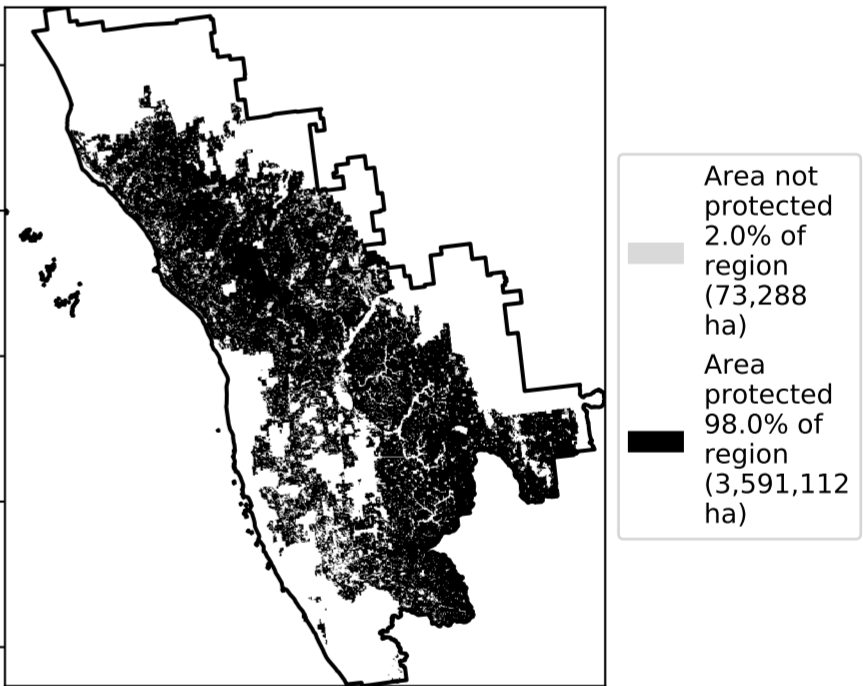 Area not
protected
2.0% of
region
(73,288
ha)
Area
protected
98.0% of
region
(3,591,112
ha)